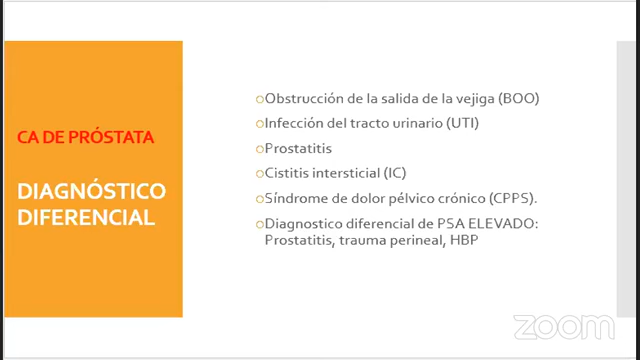 CA DE PRÓSTATA
DIAGNÓSTICO
DIFERENCIAL
Obstrucción de la salida de la vejiga (BOO)
Infección del tracto urinario (UTI)
Prostatitis
Cistitis intersticial (IC)
Síndrome de dolor pélvico crónico (CPPS).
Diagnostico diferencial de PSA ELEVADO:
Prostatitis, trauma perineal, HBP
zoom